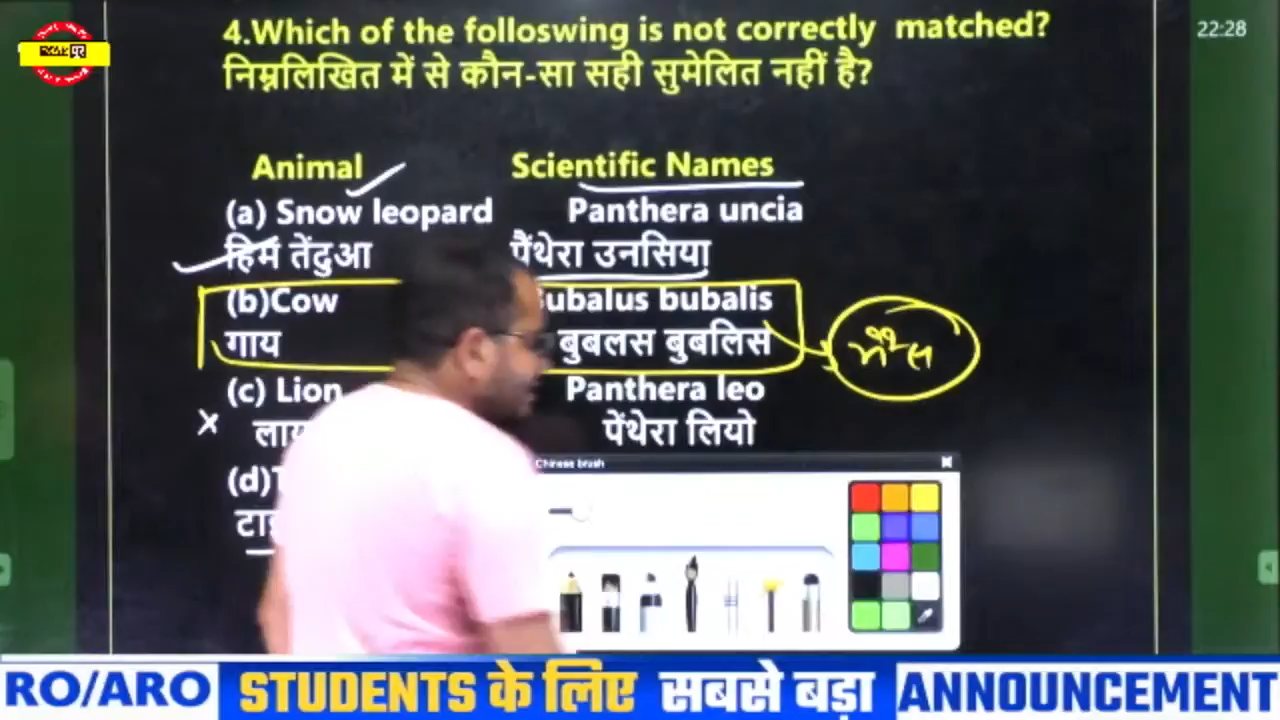 22:28
4.Which of the folloswing is not correctly matched?
निम्नलिखित में से कौन-सा सही सुमेलित नहीं है?
Animal Scientific Names
(a) Snow leopard Panthera uncia
हिम तेंदुआ पैंथेरा उनसिया
(b)Cow Bubalus bubalis
गाय बुबलस बुबलिस
भैंस
(c) Lion Panthera leo
पेंथेरा लियो
(d)
Chinese brush
RO/ARO STUDENTS के लिए सबसे बड़ा ANNOUNCEMENT